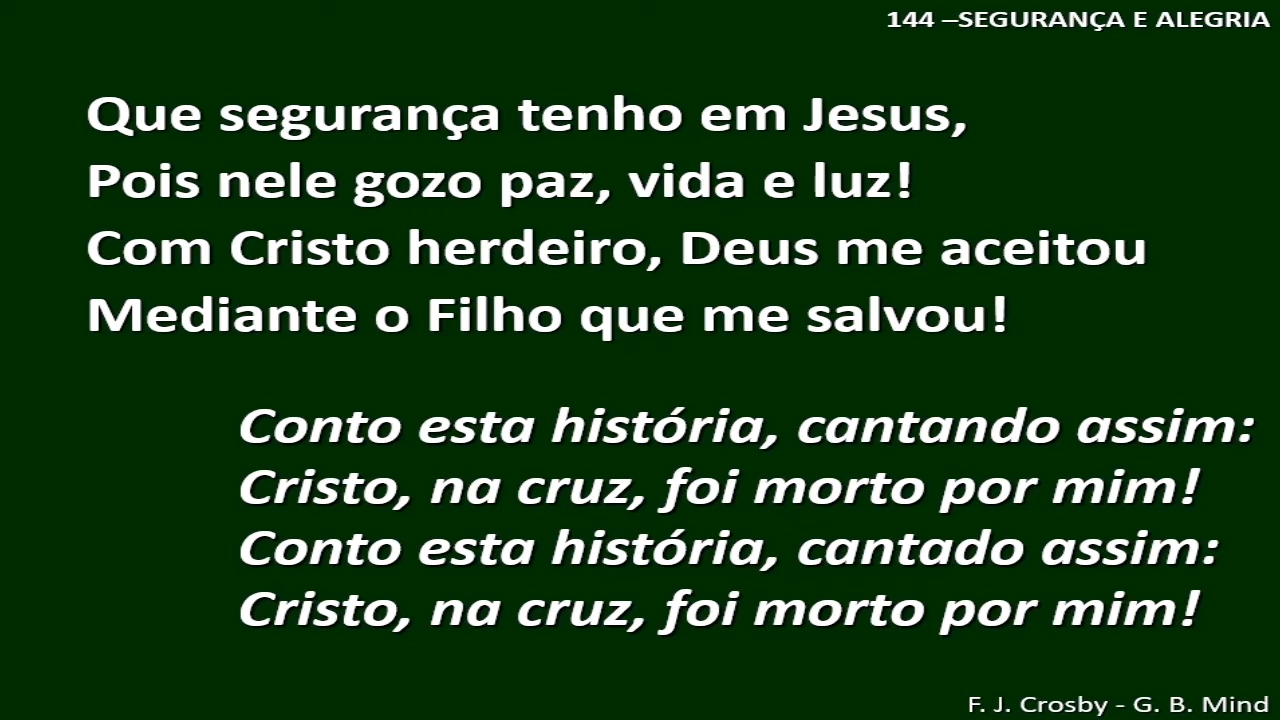 144 –SEGURANÇA E ALEGRIA
Que segurança tenho em Jesus,
Pois nele gozo paz, vida e luz!
Com Cristo herdeiro, Deus me aceitou
Mediante o Filho que me salvou!
Conto esta história, cantando assim:
Cristo, na cruz, foi morto por mim!
Conto esta história, cantado assim:
Cristo, na cruz, foi morto por mim!
F. J. Crosby - G. B. Mind